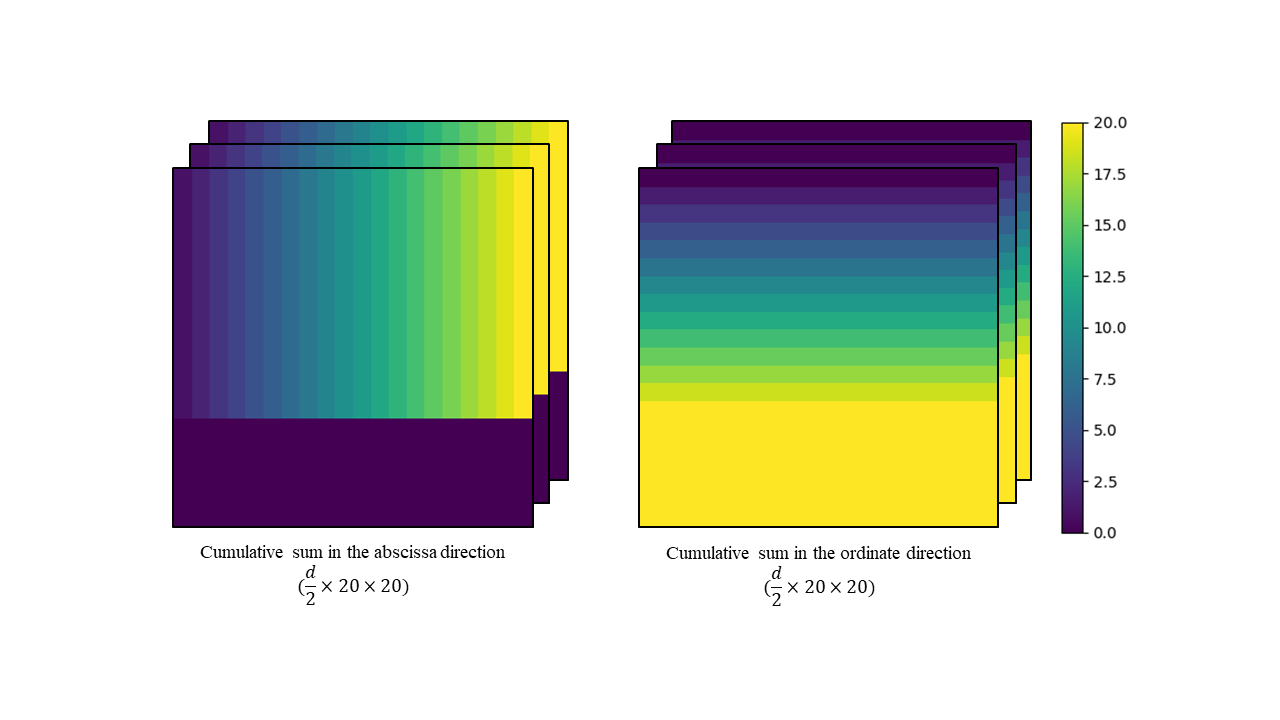 20.0
17.5
15.0
12.5
10.0
7.5
5.0
2.5
0.0
Cumulative sum in the abscissa direction
(d/2 × 20 × 20)
Cumulative sum in the ordinate direction
(d/2 × 20 × 20)